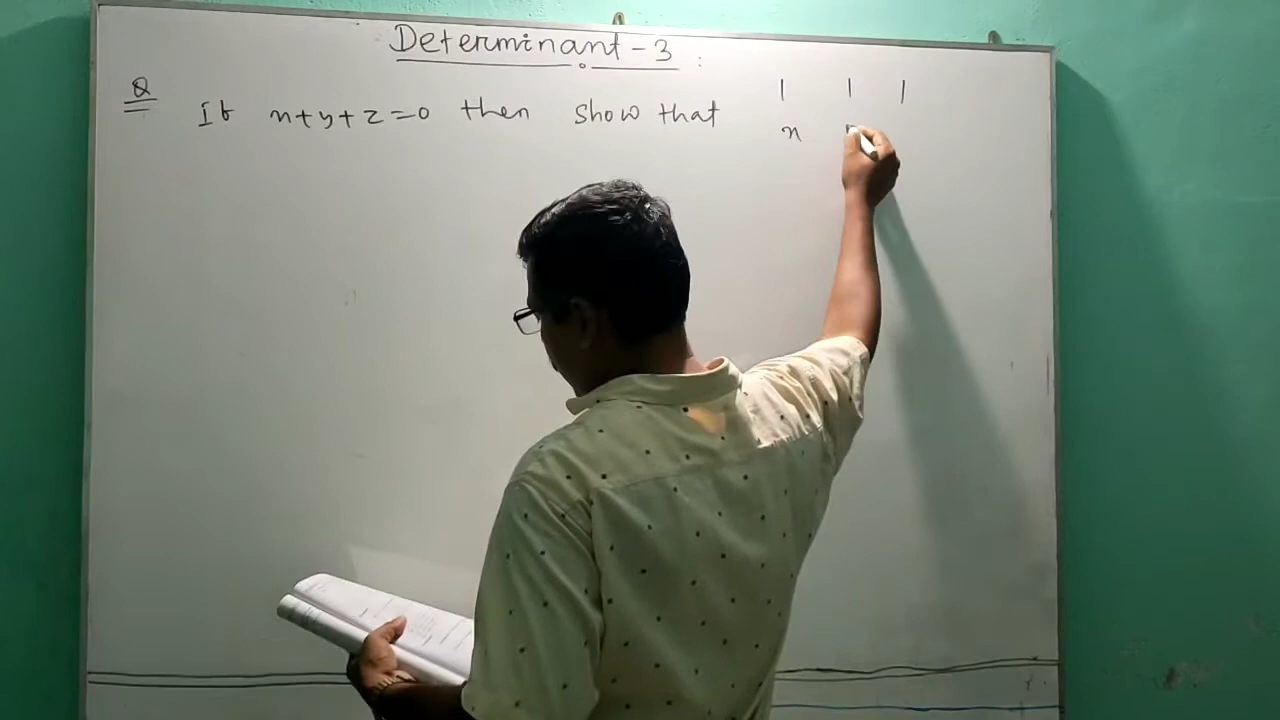 Determinant-3:
Q If x+y+z=0 then show that 1 1 1
x